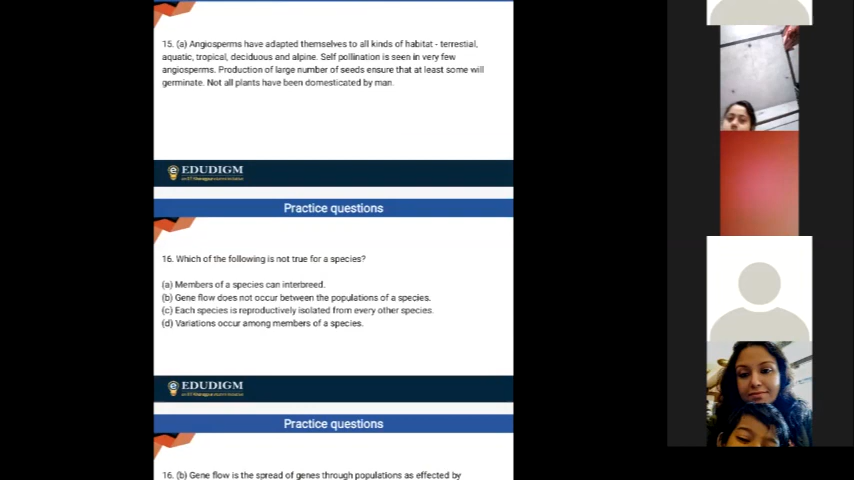 15. (a) Angiosperms have adapted themselves to all kinds of habitat - terrestial,
aquatic, tropical, deciduous and alpine. Self pollination is seen in very few
angiosperms. Production of large number of seeds ensure that at least some will
germinate. Not all plants have been domesticated by man.
EDUDIGM
Practice questions
16. Which of the following is not true for a species?
(a) Members of a species can interbreed.
(b) Gene flow does not occur between the populations of a species.
(c) Each species is reproductively isolated from every other species.
(d) Variations occur among members of a species.
EDUDIGM
Practice questions
16. (b) Gene flow is the spread of genes through populations as effected by